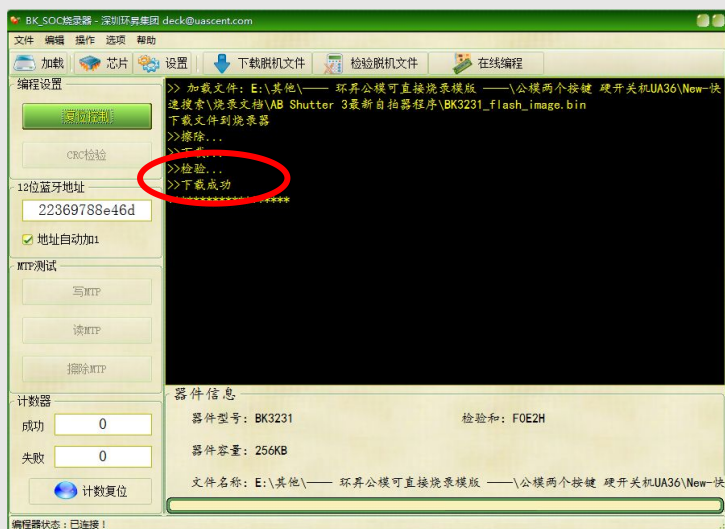 BK_SOC烧录器 - 深圳环昇集团 deck@uascent.com
文件 编辑 操作 选项 帮助
加载 芯片 设置 下载脱机文件 检验脱机文件 在线编程
编程设置
复位控制
CRC检验
12位蓝牙地址
22369788e46d
地址自动加1
MTP测试
写MTP
读MTP
擦除MTP
计数器
成功 0
失败 0
计数复位
>> 加载文件: E:\其他\—— 环昇公模可直接烧录模版 ——\公模两个按键 硬开关机UA36\New-快
速搜索\烧录文档\AB Shutter 3最新自拍器程序\BK3231_flash_image.bin
下载文件到烧录器
>>擦除...
>>下载...
>>检验...
>>下载成功
器件信息
器件型号: BK3231 检验和: F0E2H
器件容量: 256KB
文件名称: E:\其他\—— 环昇公模可直接烧录模版 ——\公模两个按键 硬开关机UA36\New-快
编程器状态:已连接!